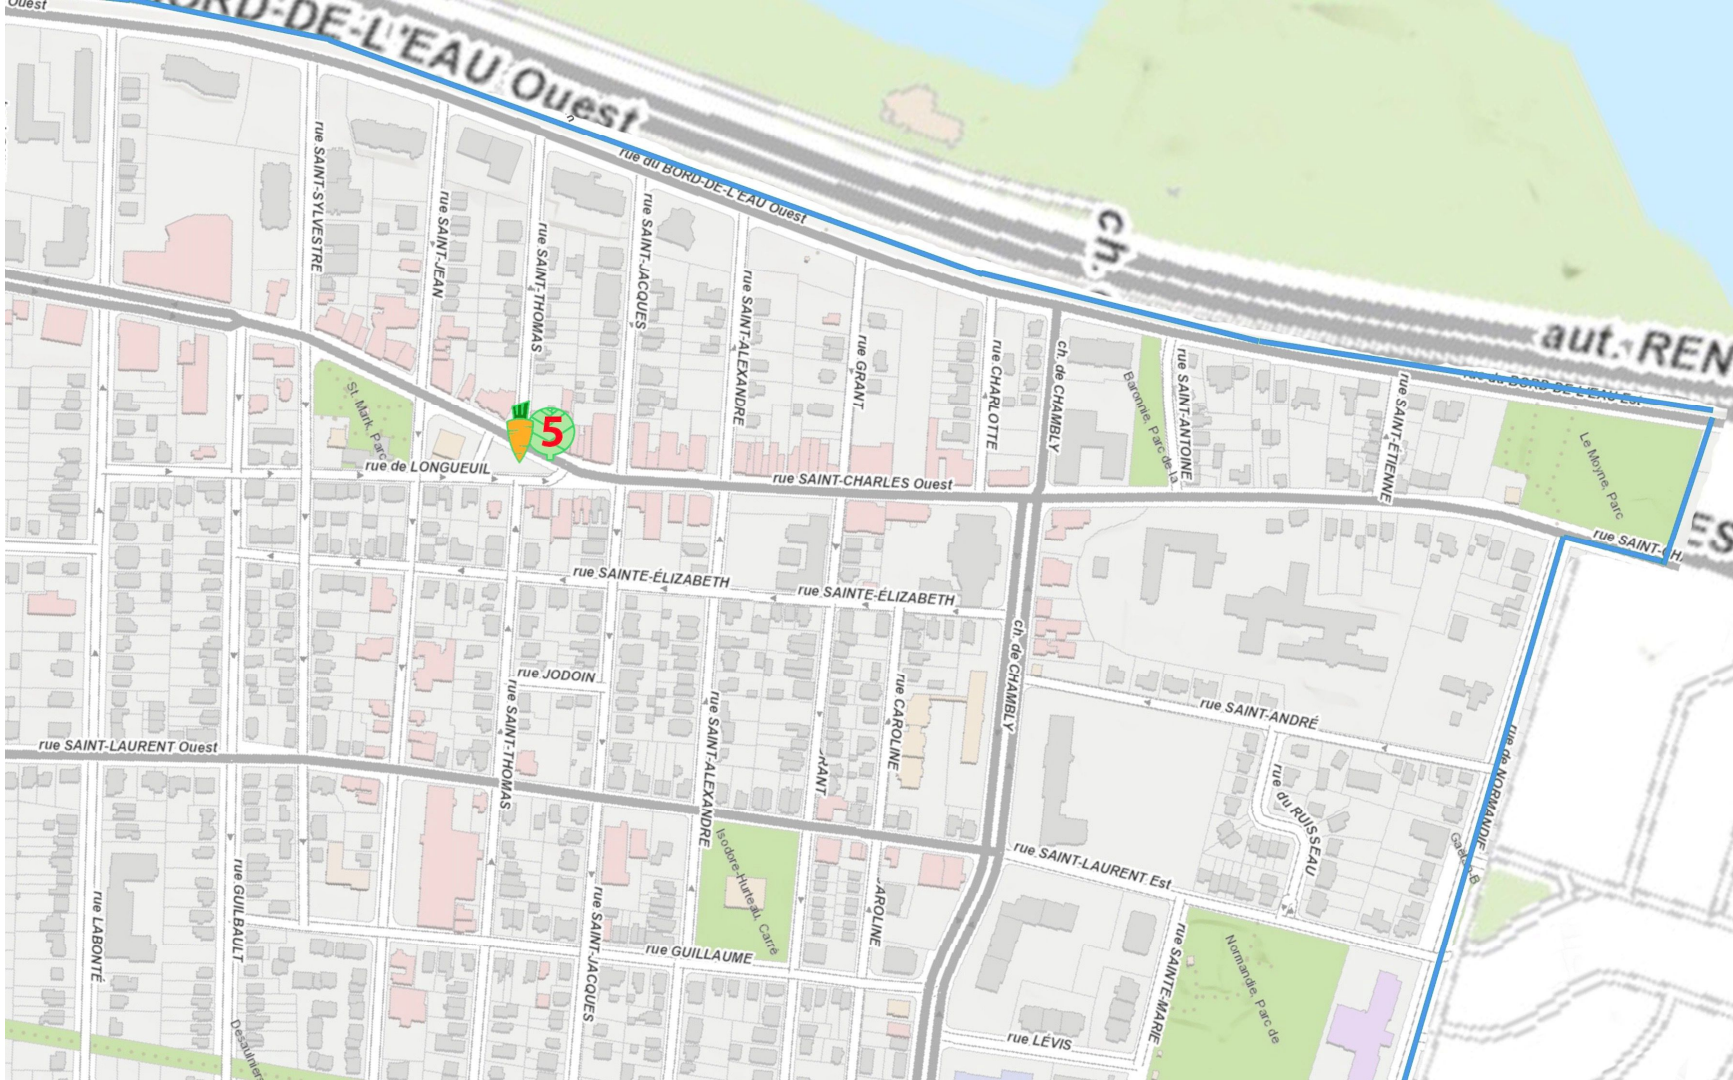 Ouest
BORD-DE-L'EAU Ouest
rue du BORD-DE-L'EAU Ouest
ch.
aut. REN
rue SAINT-SYLVESTRE
rue SAINT-JEAN
rue SAINT-THOMAS
rue SAINT-JACQUES
rue SAINT-ALEXANDRE
rue GRANT
rue CHARLOTTE
ch. de CHAMBLY
Baronnie, Parc de la
rue SAINT-ANTOINE
rue SAINT-ÉTIENNE
rue du BORD-DE-L'EAU Est
Le Moyne, Parc
St. Mark, Parc
5
rue de LONGUEUIL
rue SAINT-CHARLES Ouest
rue SAINT-CH
ES
rue SAINTE-ÉLIZABETH
rue SAINTE-ÉLIZABETH
ch. de CHAMBLY
rue JODOIN
rue SAINT-THOMAS
rue SAINT-ALEXANDRE
RANT
rue CAROLINE
rue SAINT-ANDRÉ
rue de NORMANDIE
rue SAINT-LAURENT Ouest
rue du RUISSEAU
rue SAINT-LAURENT Est
Isodore-Hurteau, Carré
rue LABONTÉ
rue GUILBAULT
rue SAINT-JACQUES
AROLINE
rue GUILLAUME
rue SAINTE-MARIE
Normandie, Parc de
rue LÉVIS
Desaulniers